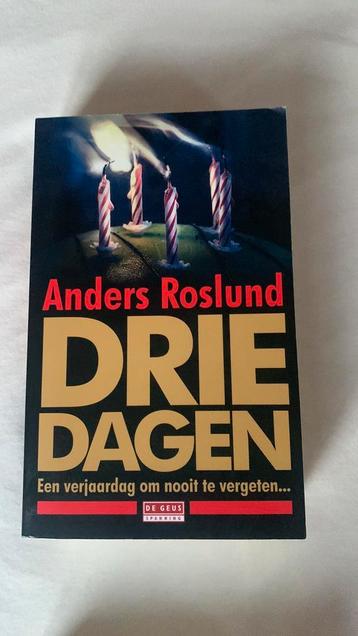 Anders Roslund
DRIE
DAGEN
Een verjaardag om nooit te vergeten...
DE GEUS
SPANNING